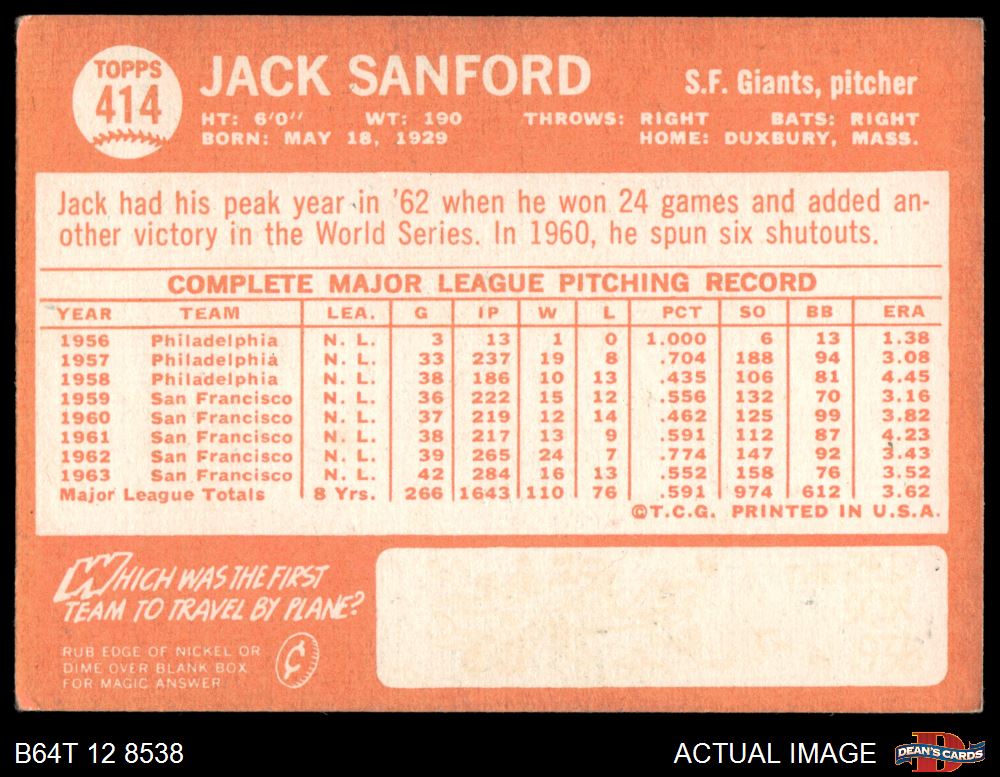 TOPPS
414
JACK SANFORD
S.F. Giants, pitcher
HT: 6'0'' WT: 190 THROWS: RIGHT BATS: RIGHT
BORN: MAY 18, 1929 HOME: DUXBURY, MASS.
Jack had his peak year in '62 when he won 24 games and added an-
other victory in the World Series. In 1960, he spun six shutouts.
COMPLETE MAJOR LEAGUE PITCHING RECORD
YEAR TEAM LEA. G IP W L PCT SO BB ERA
1956 Philadelphia N. L. 3 13 1 0 1.000 6 13 1.38
1957 Philadelphia N. L. 33 237 19 8 .704 188 94 3.08
1958 Philadelphia N. L. 38 186 10 13 .435 106 81 4.45
1959 San Francisco N. L. 36 222 15 12 .556 132 70 3.16
1960 San Francisco N. L. 37 219 12 14 .462 125 99 3.82
1961 San Francisco N. L. 38 217 13 9 .591 112 87 4.23
1962 San Francisco N. L. 39 265 24 7 .774 147 92 3.43
1963 San Francisco N. L. 42 284 16 13 .552 158 76 3.52
Major League Totals 8 Yrs. 266 1643 110 76 .591 974 612 3.62
©T.C.G. PRINTED IN U.S.A.
WHICH WAS THE FIRST
TEAM TO TRAVEL BY PLANE?
RUB EDGE OF NICKEL OR
DIME OVER BLANK BOX
FOR MAGIC ANSWER
¢
B64T 12 8538
ACTUAL IMAGE
D
DEAN'S CARDS